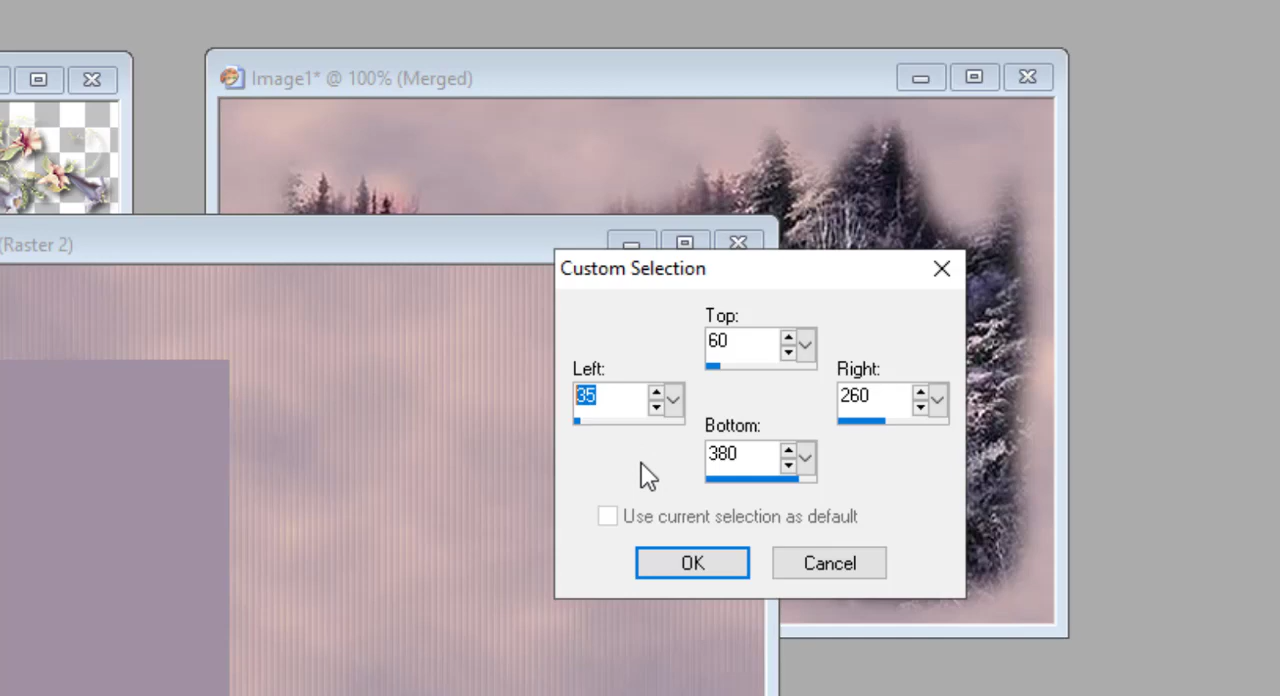 Image1* @ 100% (Merged)
(Raster 2)
Custom Selection
Top:
60
Left:
35
Right:
260
Bottom:
380
Use current selection as default
OK
Cancel